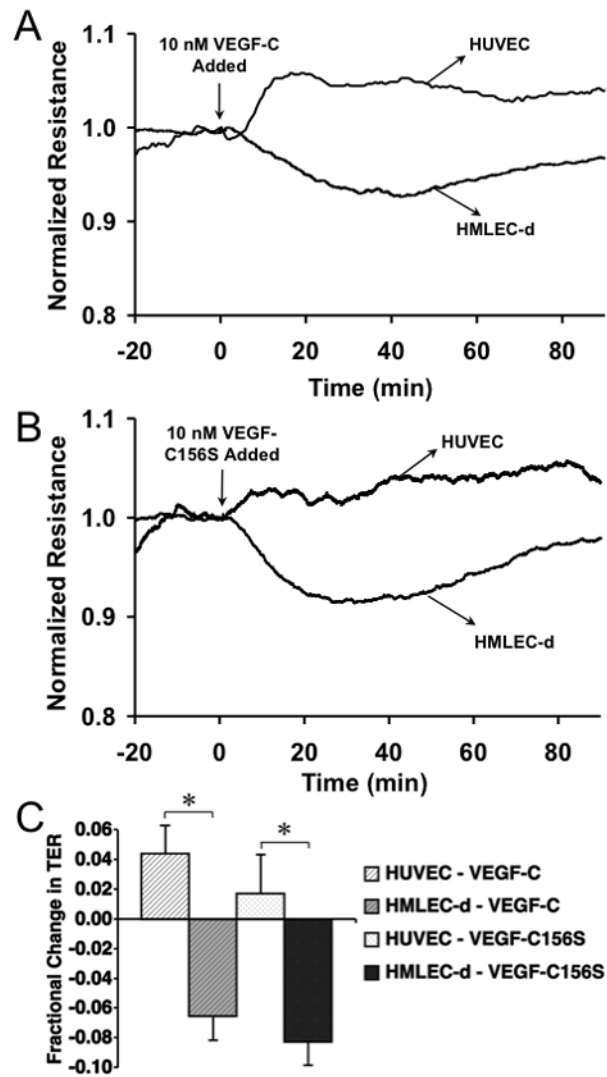 A
Normalized Resistance
1.1
1.0
0.9
0.8
10 nM VEGF-C
Added
HUVEC
HMLEC-d
-20 0 20 40 60 80
Time (min)
B
Normalized Resistance
1.1
1.0
0.9
0.8
10 nM VEGF-
C156S Added
HUVEC
HMLEC-d
-20 0 20 40 60 80
Time (min)
C
Fractional Change in TER
0.06
0.04
0.02
0.00
-0.02
-0.04
-0.06
-0.08
-0.10
* *
HUVEC - VEGF-C
HMLEC-d - VEGF-C
HUVEC - VEGF-C156S
HMLEC-d - VEGF-C156S